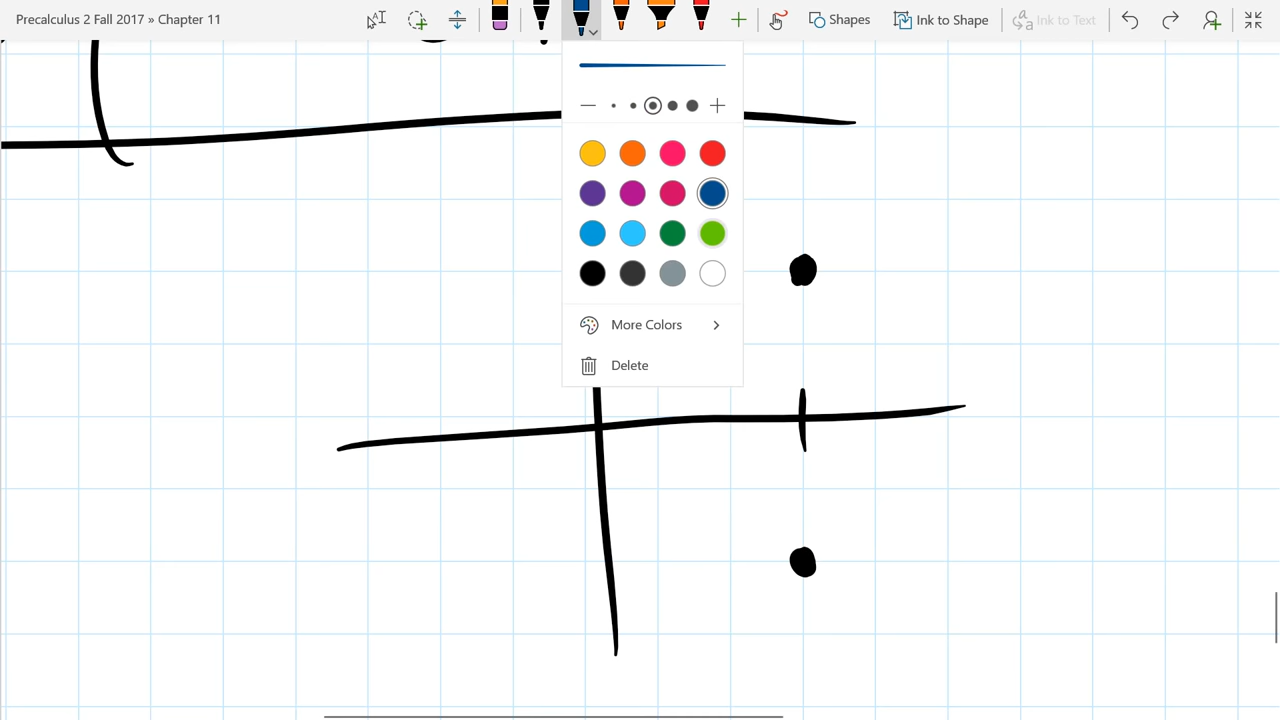 Precalculus 2 Fall 2017 » Chapter 11
Shapes
Ink to Shape
Ink to Text
More Colors
Delete